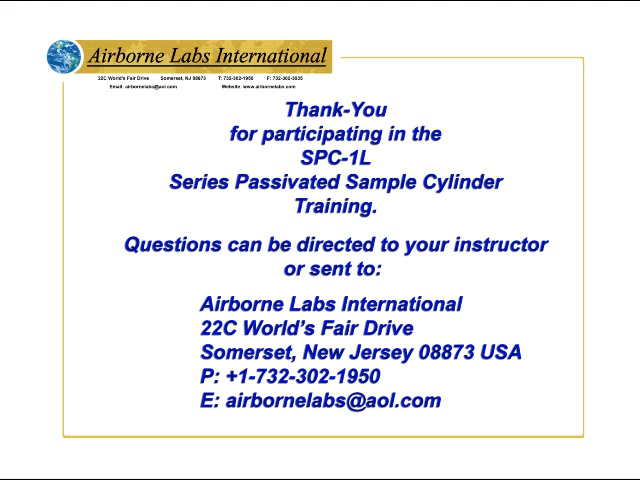 Airborne Labs International
22C World's Fair Drive Somerset, NJ 08873 T: 732-302-1950 F: 732-302-3035
Email: airbornelabs@aol.com Website: www.airbornelabs.com
Thank-You
for participating in the
SPC-1L
Series Passivated Sample Cylinder
Training.
Questions can be directed to your instructor
or sent to:
Airborne Labs International
22C World’s Fair Drive
Somerset, New Jersey 08873 USA
P: +1-732-302-1950
E: airbornelabs@aol.com